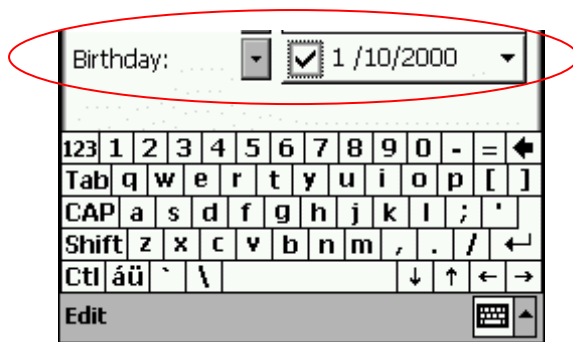 Birthday: 1 /10/2000
123 1 2 3 4 5 6 7 8 9 0 - =
Tab q w e r t y u i o p [ ]
CAP a s d f g h j k l ; '
Shift z x c v b n m , . /
Ctl áü ` \ ↓ ↑ ← →
Edit